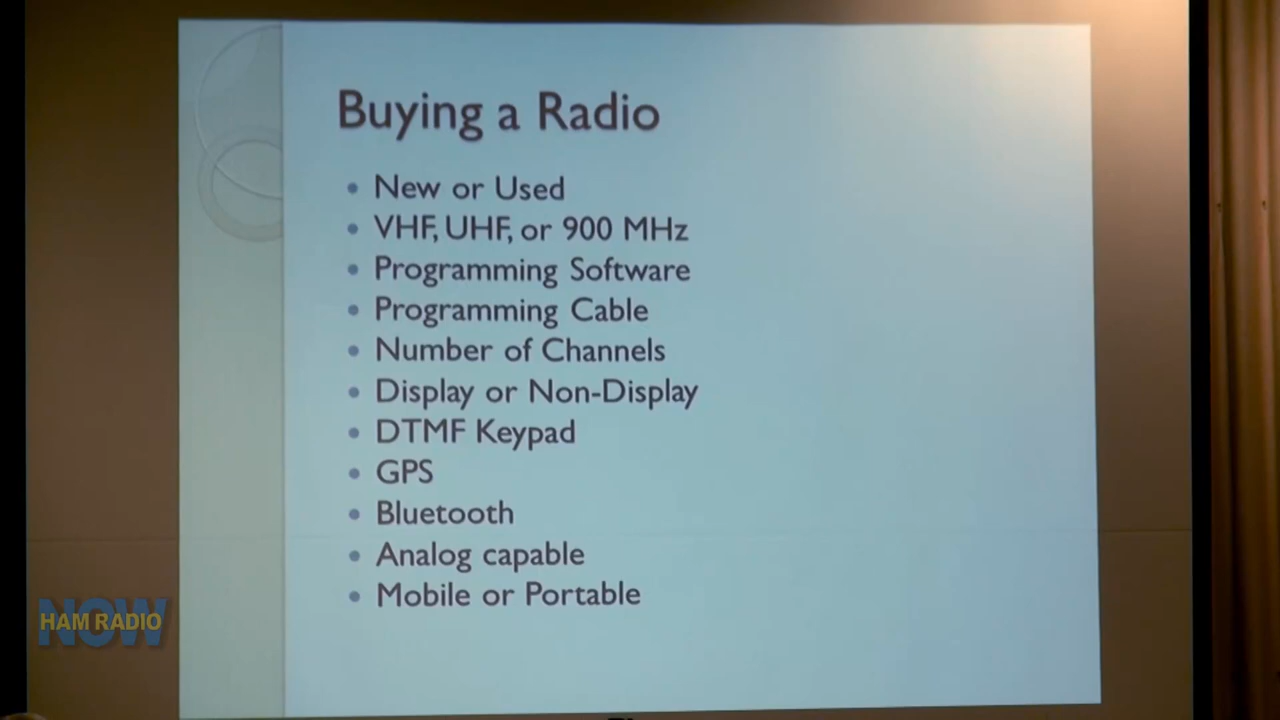 Buying a Radio
• New or Used
• VHF, UHF, or 900 MHz
• Programming Software
• Programming Cable
• Number of Channels
• Display or Non-Display
• DTMF Keypad
• GPS
• Bluetooth
• Analog capable
• Mobile or Portable
NOW
HAM RADIO